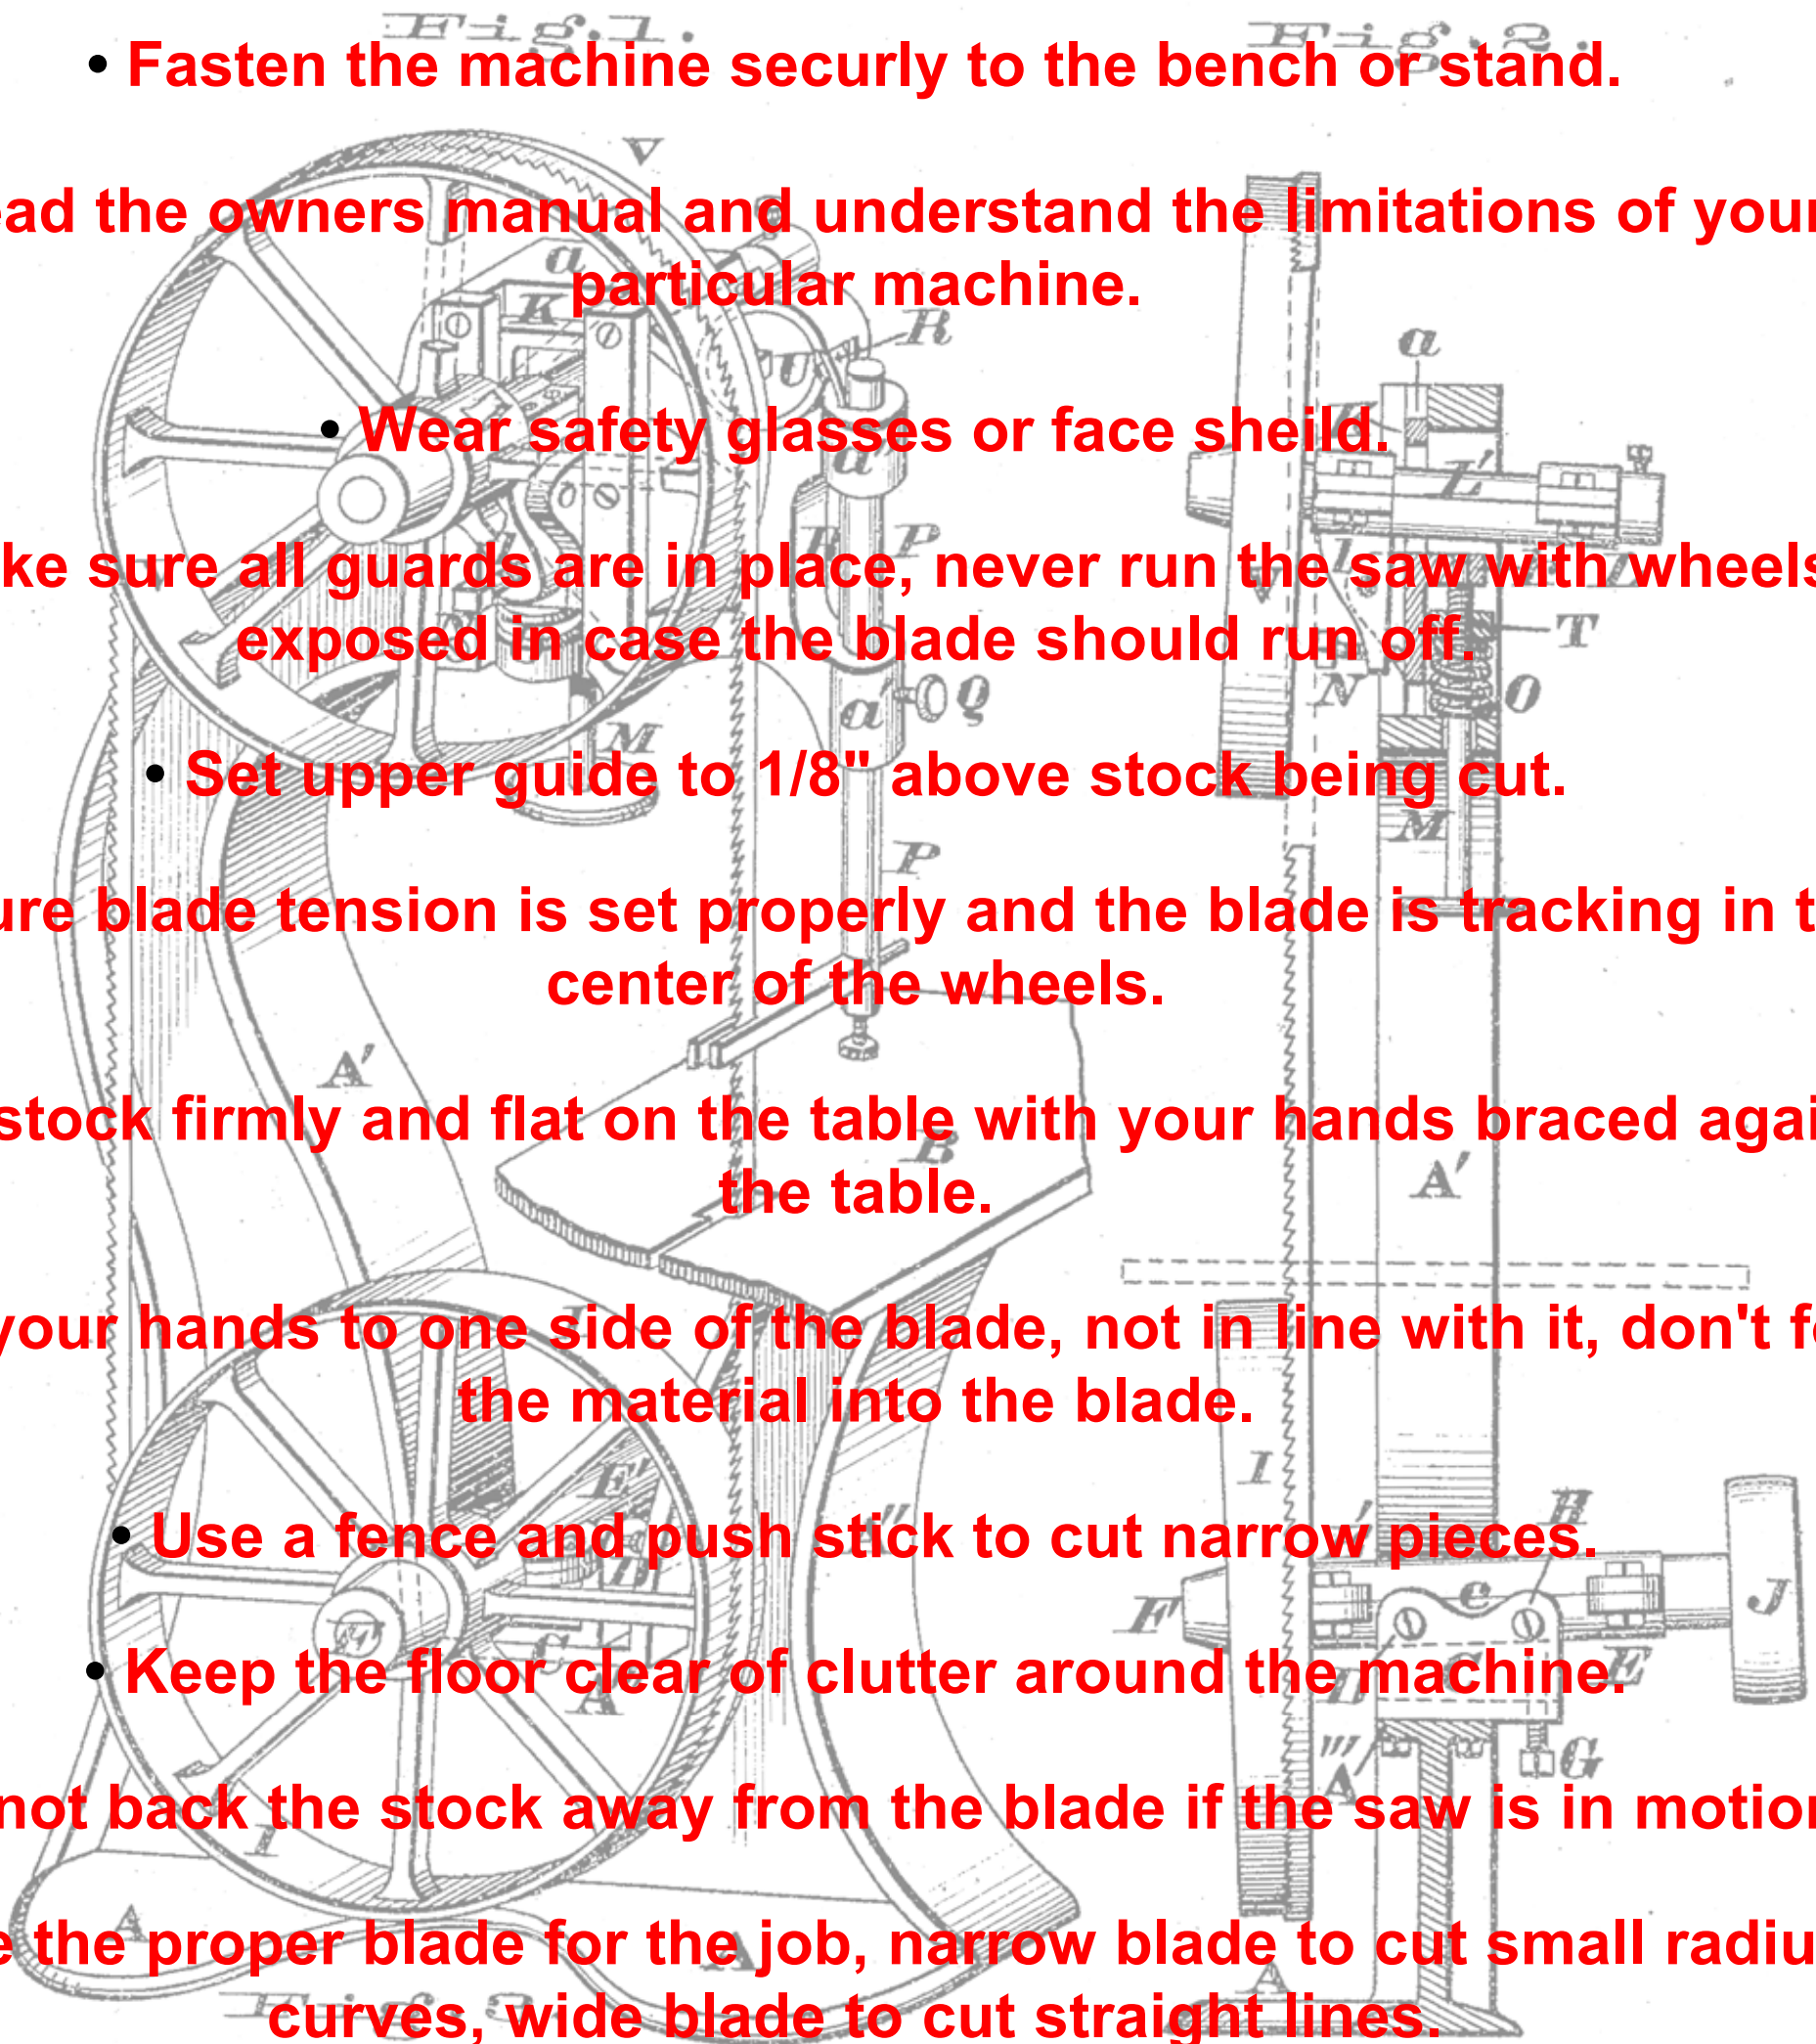 Fig.1. Fig.2.
• Fasten the machine securly to the bench or stand.
V
ad the owners manual and understand the limitations of your
a
particular machine.
K R
a
U
• Wear safety glasses or face sheild.
a'
L'
P
ke sure all guards are in place, never run the saw with wheels
exposed in case the blade should run off.
T
N O
a' Q
M
• Set upper guide to 1/8" above stock being cut.
M
P
ure blade tension is set properly and the blade is tracking in t
center of the wheels.
A'
stock firmly and flat on the table with your hands braced agai
B
the table.
A'
your hands to one side of the blade, not in line with it, don't f
the material into the blade.
I
E'
H
• Use a fence and push stick to cut narrow pieces.
D
e
F J
• Keep the floor clear of clutter around the machine.
C E
D
A
A''' G
not back the stock away from the blade if the saw is in motion
I
A
e the proper blade for the job, narrow blade to cut small radiu
A
A
curves, wide blade to cut straight lines.